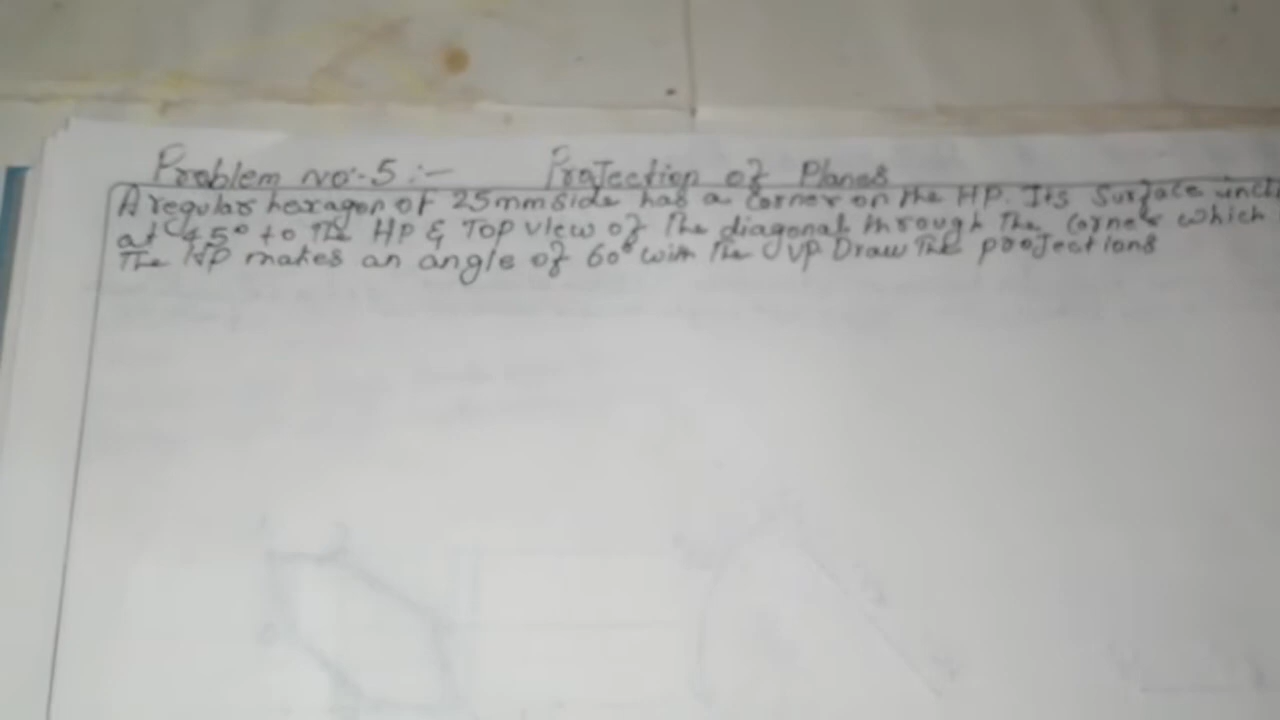 Problem no:-5 :- Projection of Planes
A regular hexagon of 25mm side has a corner on the HP. Its Surface incli
at 45° to the HP & Top view of the diagonal through the corner which
The HP makes an angle of 60° with the VP Draw the projections